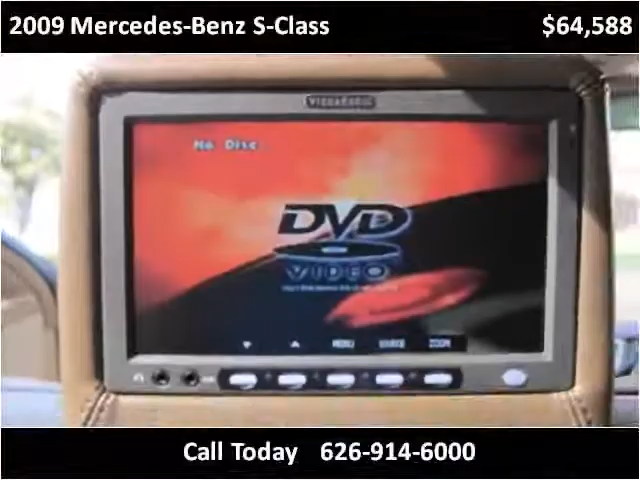 2009 Mercedes-Benz S-Class $64,588
No Disc
DVD
VIDEO
MENU SOURCE ZOOM
Call Today 626-914-6000